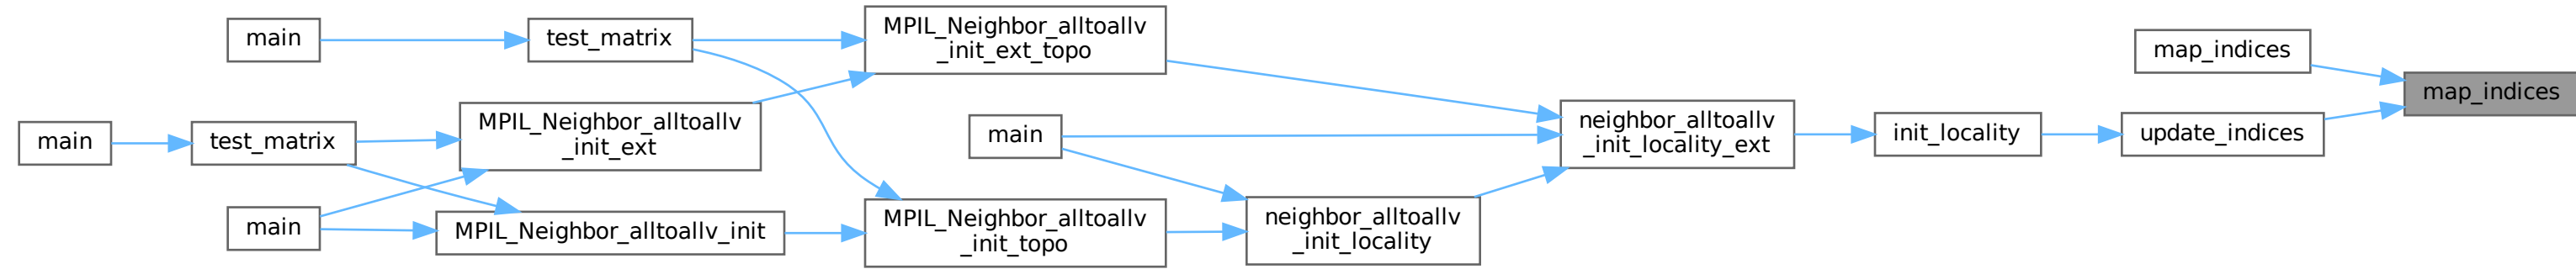 main
test_matrix
MPIL_Neighbor_alltoallv
_init_ext_topo
map_indices
map_indices
main
test_matrix
MPIL_Neighbor_alltoallv
_init_ext
main
neighbor_alltoallv
_init_locality_ext
init_locality
update_indices
main
MPIL_Neighbor_alltoallv_init
MPIL_Neighbor_alltoallv
_init_topo
neighbor_alltoallv
_init_locality